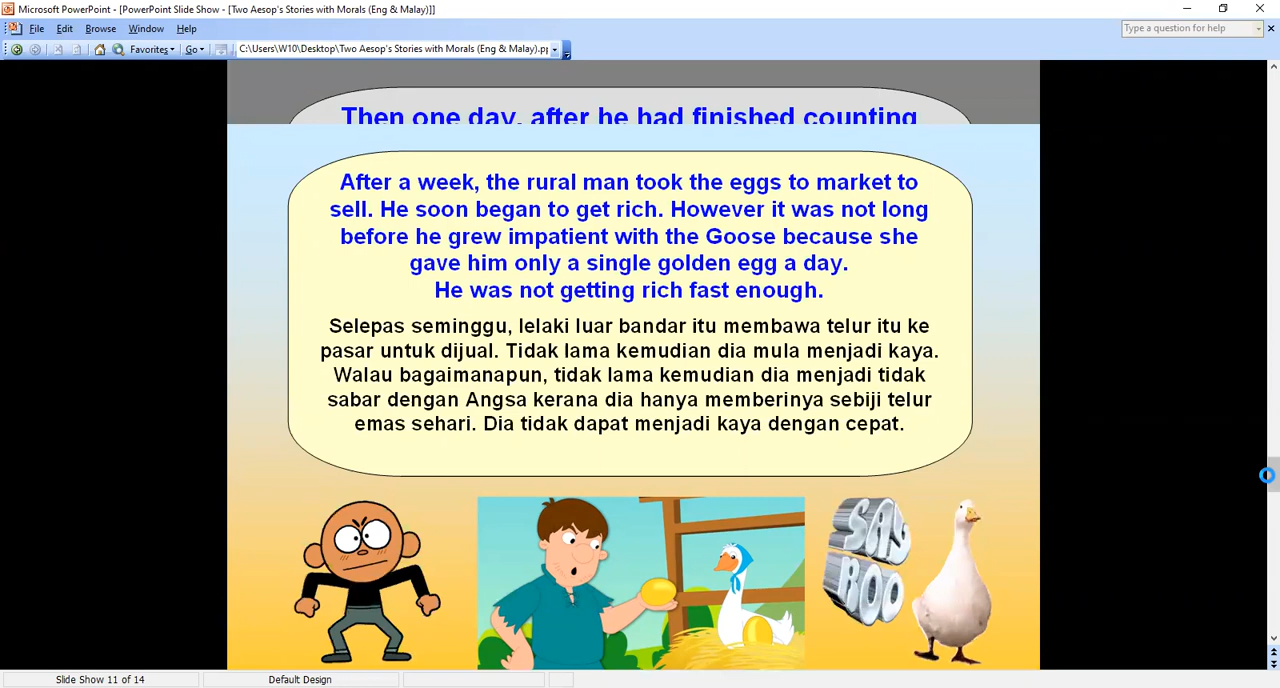 Microsoft PowerPoint - [PowerPoint Slide Show - [Two Aesop's Stories with Morals (Eng & Malay)]]
File Edit Browse Window Help
Type a question for help
Favorites Go C:\Users\W10\Desktop\Two Aesop's Stories with Morals (Eng & Malay).pp
Then one day, after he had finished counting
After a week, the rural man took the eggs to market to
sell. He soon began to get rich. However it was not long
before he grew impatient with the Goose because she
gave him only a single golden egg a day.
He was not getting rich fast enough.
Selepas seminggu, lelaki luar bandar itu membawa telur itu ke
pasar untuk dijual. Tidak lama kemudian dia mula menjadi kaya.
Walau bagaimanapun, tidak lama kemudian dia menjadi tidak
sabar dengan Angsa kerana dia hanya memberinya sebiji telur
emas sehari. Dia tidak dapat menjadi kaya dengan cepat.
SAY
BOO
Slide Show 11 of 14 Default Design